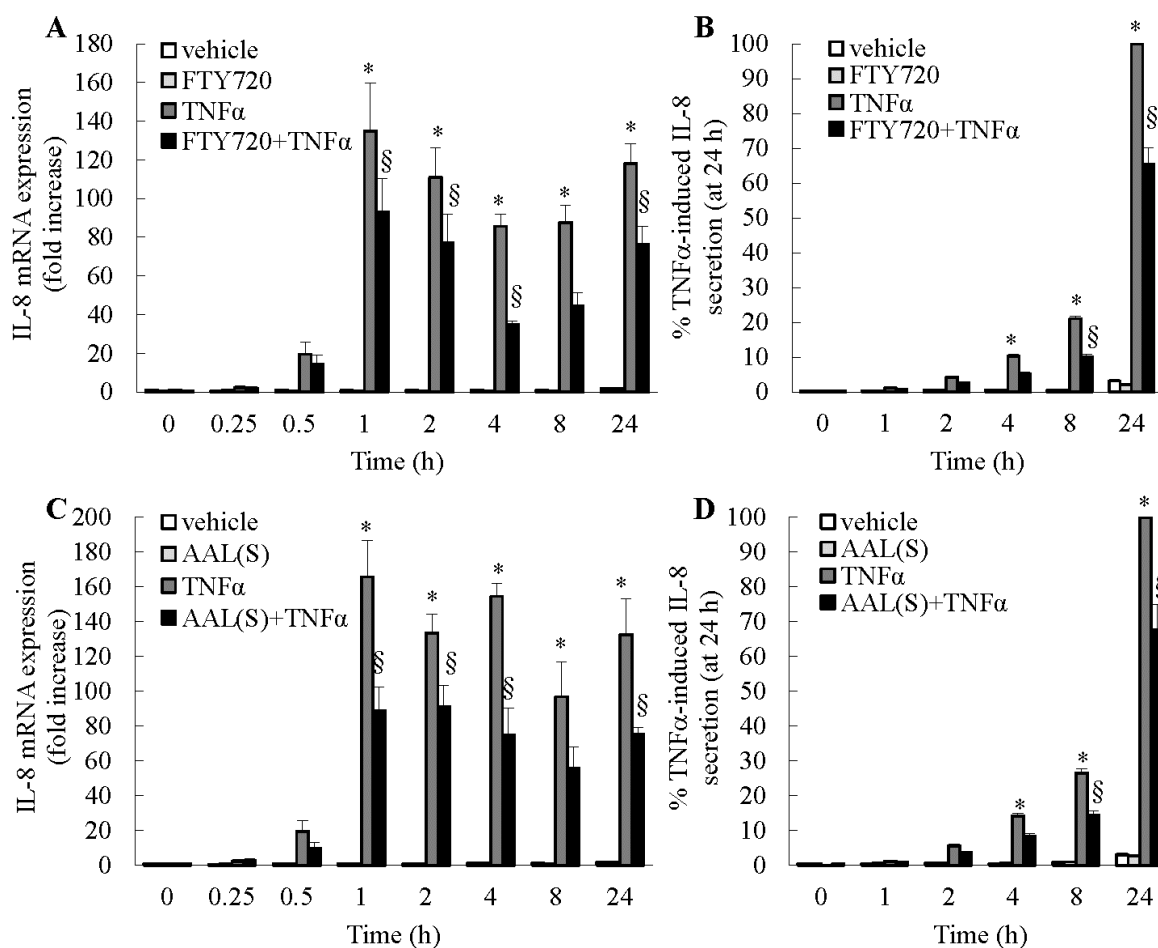 A
IL-8 mRNA expression
(fold increase)
180
160
140
120
100
80
60
40
20
0
vehicle
FTY720
TNFα
FTY720+TNFα
* * * * *
§ § § §
0 0.25 0.5 1 2 4 8 24
Time (h)
B
% TNFα-induced IL-8
secretion (at 24 h)
100
90
80
70
60
50
40
30
20
10
0
vehicle
FTY720
TNFα
FTY720+TNFα
* * *
§ §
0 1 2 4 8 24
Time (h)
C
IL-8 mRNA expression
(fold increase)
200
180
160
140
120
100
80
60
40
20
0
vehicle
AAL(S)
TNFα
AAL(S)+TNFα
* * * * *
§ § § §
0 0.25 0.5 1 2 4 8 24
Time (h)
D
% TNFα-induced IL-8
secretion (at 24 h)
100
90
80
70
60
50
40
30
20
10
0
vehicle
AAL(S)
TNFα
AAL(S)+TNFα
* * *
§
0 1 2 4 8 24
Time (h)